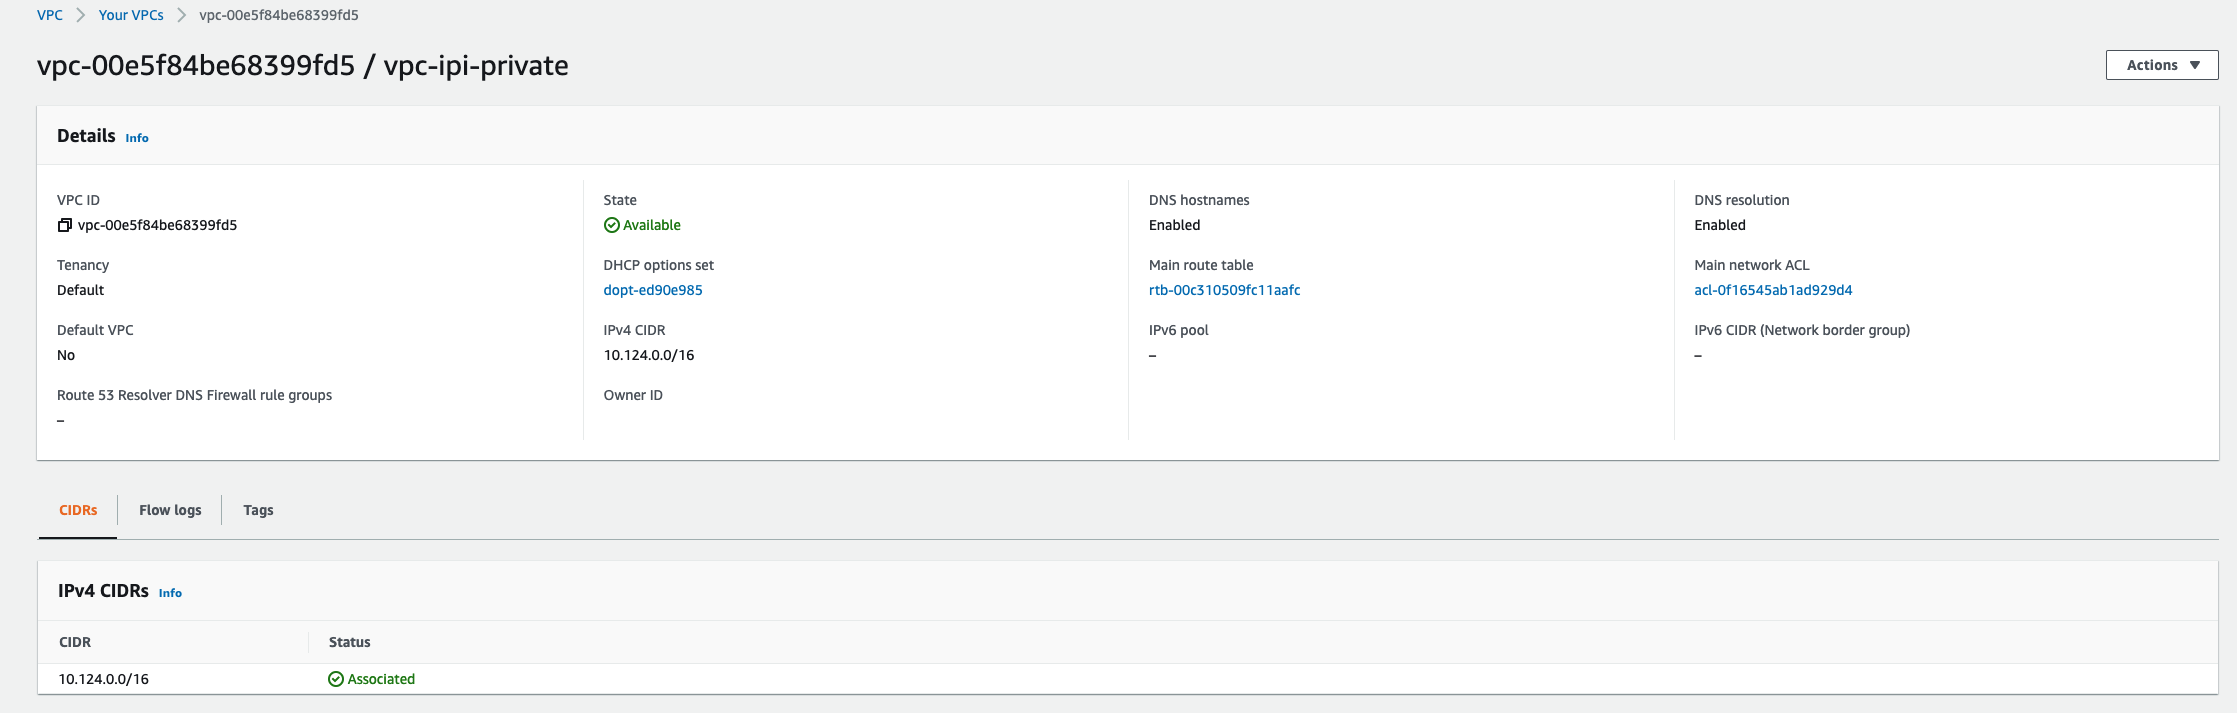 VPC > Your VPCs > vpc-00e5f84be68399fd5
vpc-00e5f84be68399fd5 / vpc-ipi-private
Actions
Details Info
VPC ID State DNS hostnames DNS resolution
vpc-00e5f84be68399fd5 Available Enabled Enabled
Tenancy DHCP options set Main route table Main network ACL
Default dopt-ed90e985 rtb-00c310509fc11aafc acl-0f16545ab1ad929d4
Default VPC IPv4 CIDR IPv6 pool IPv6 CIDR (Network border group)
No 10.124.0.0/16 – –
Route 53 Resolver DNS Firewall rule groups Owner ID
–
CIDRs Flow logs Tags
IPv4 CIDRs Info
CIDR Status
10.124.0.0/16 Associated